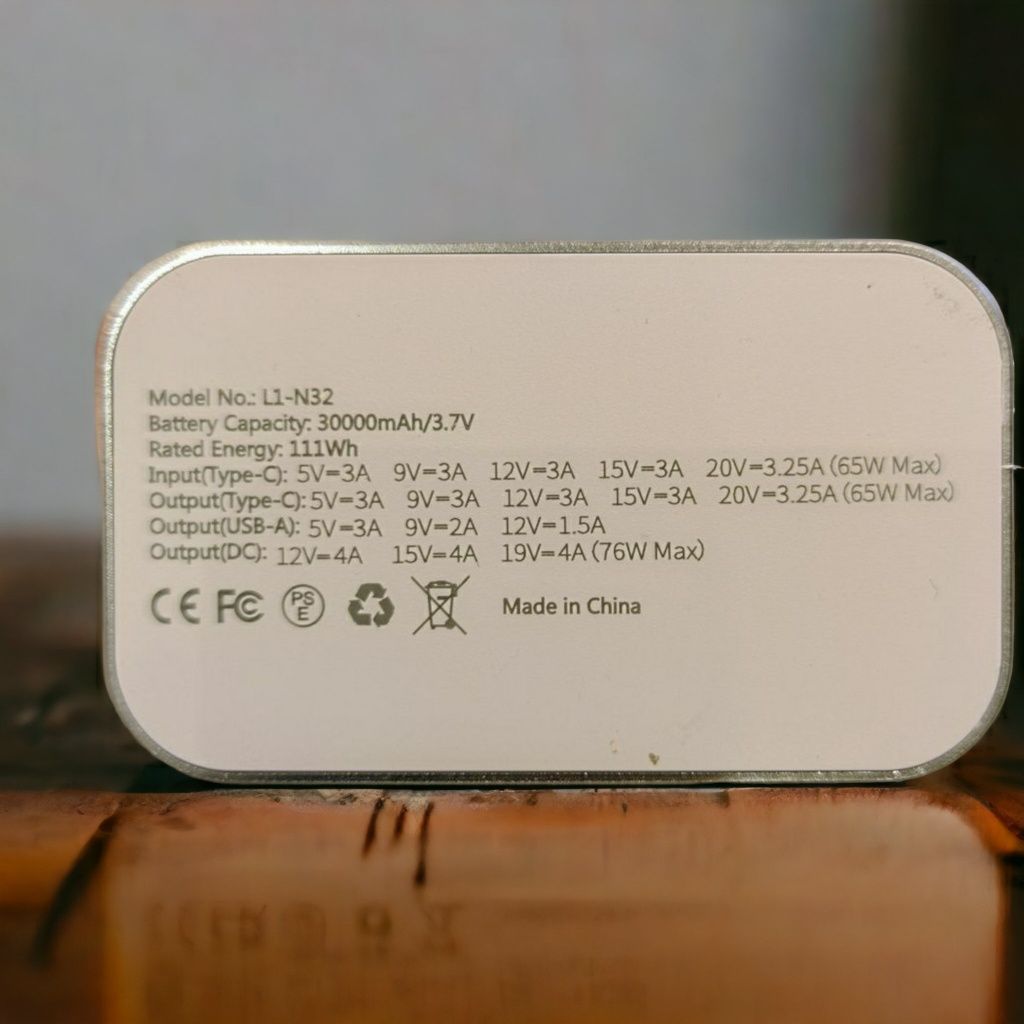 Model No.: L1-N32
Battery Capacity: 30000mAh/3.7V
Rated Energy: 111Wh
Input(Type-C): 5V=3A 9V=3A 12V=3A 15V=3A 20V=3.25A (65W Max)
Output(Type-C): 5V=3A 9V=3A 12V=3A 15V=3A 20V=3.25A (65W Max)
Output(USB-A): 5V=3A 9V=2A 12V=1.5A
Output(DC): 12V=4A 15V=4A 19V=4A (76W Max)
CE FC PSE Made in China